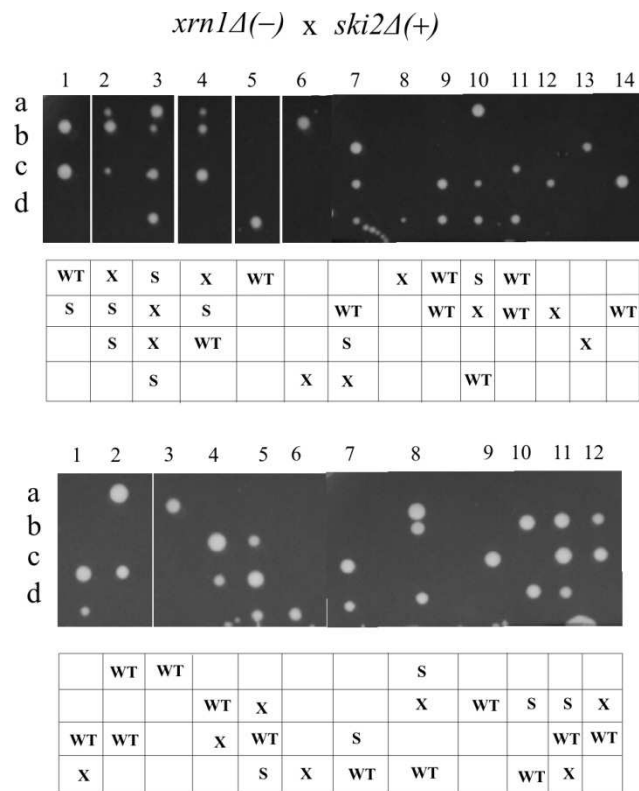 xrn1Δ(−) x ski2Δ(+)
1 2 3 4 5 6 7 8 9 10 11 12 13 14
a
b
c
d
WT X S X WT X WT S WT
S S X S WT WT X WT X WT
S X WT S X
S X X WT
1 2 3 4 5 6 7 8 9 10 11 12
a
b
c
d
WT WT S
WT X X WT S S X
WT WT X WT S WT WT
X S X WT WT WT X